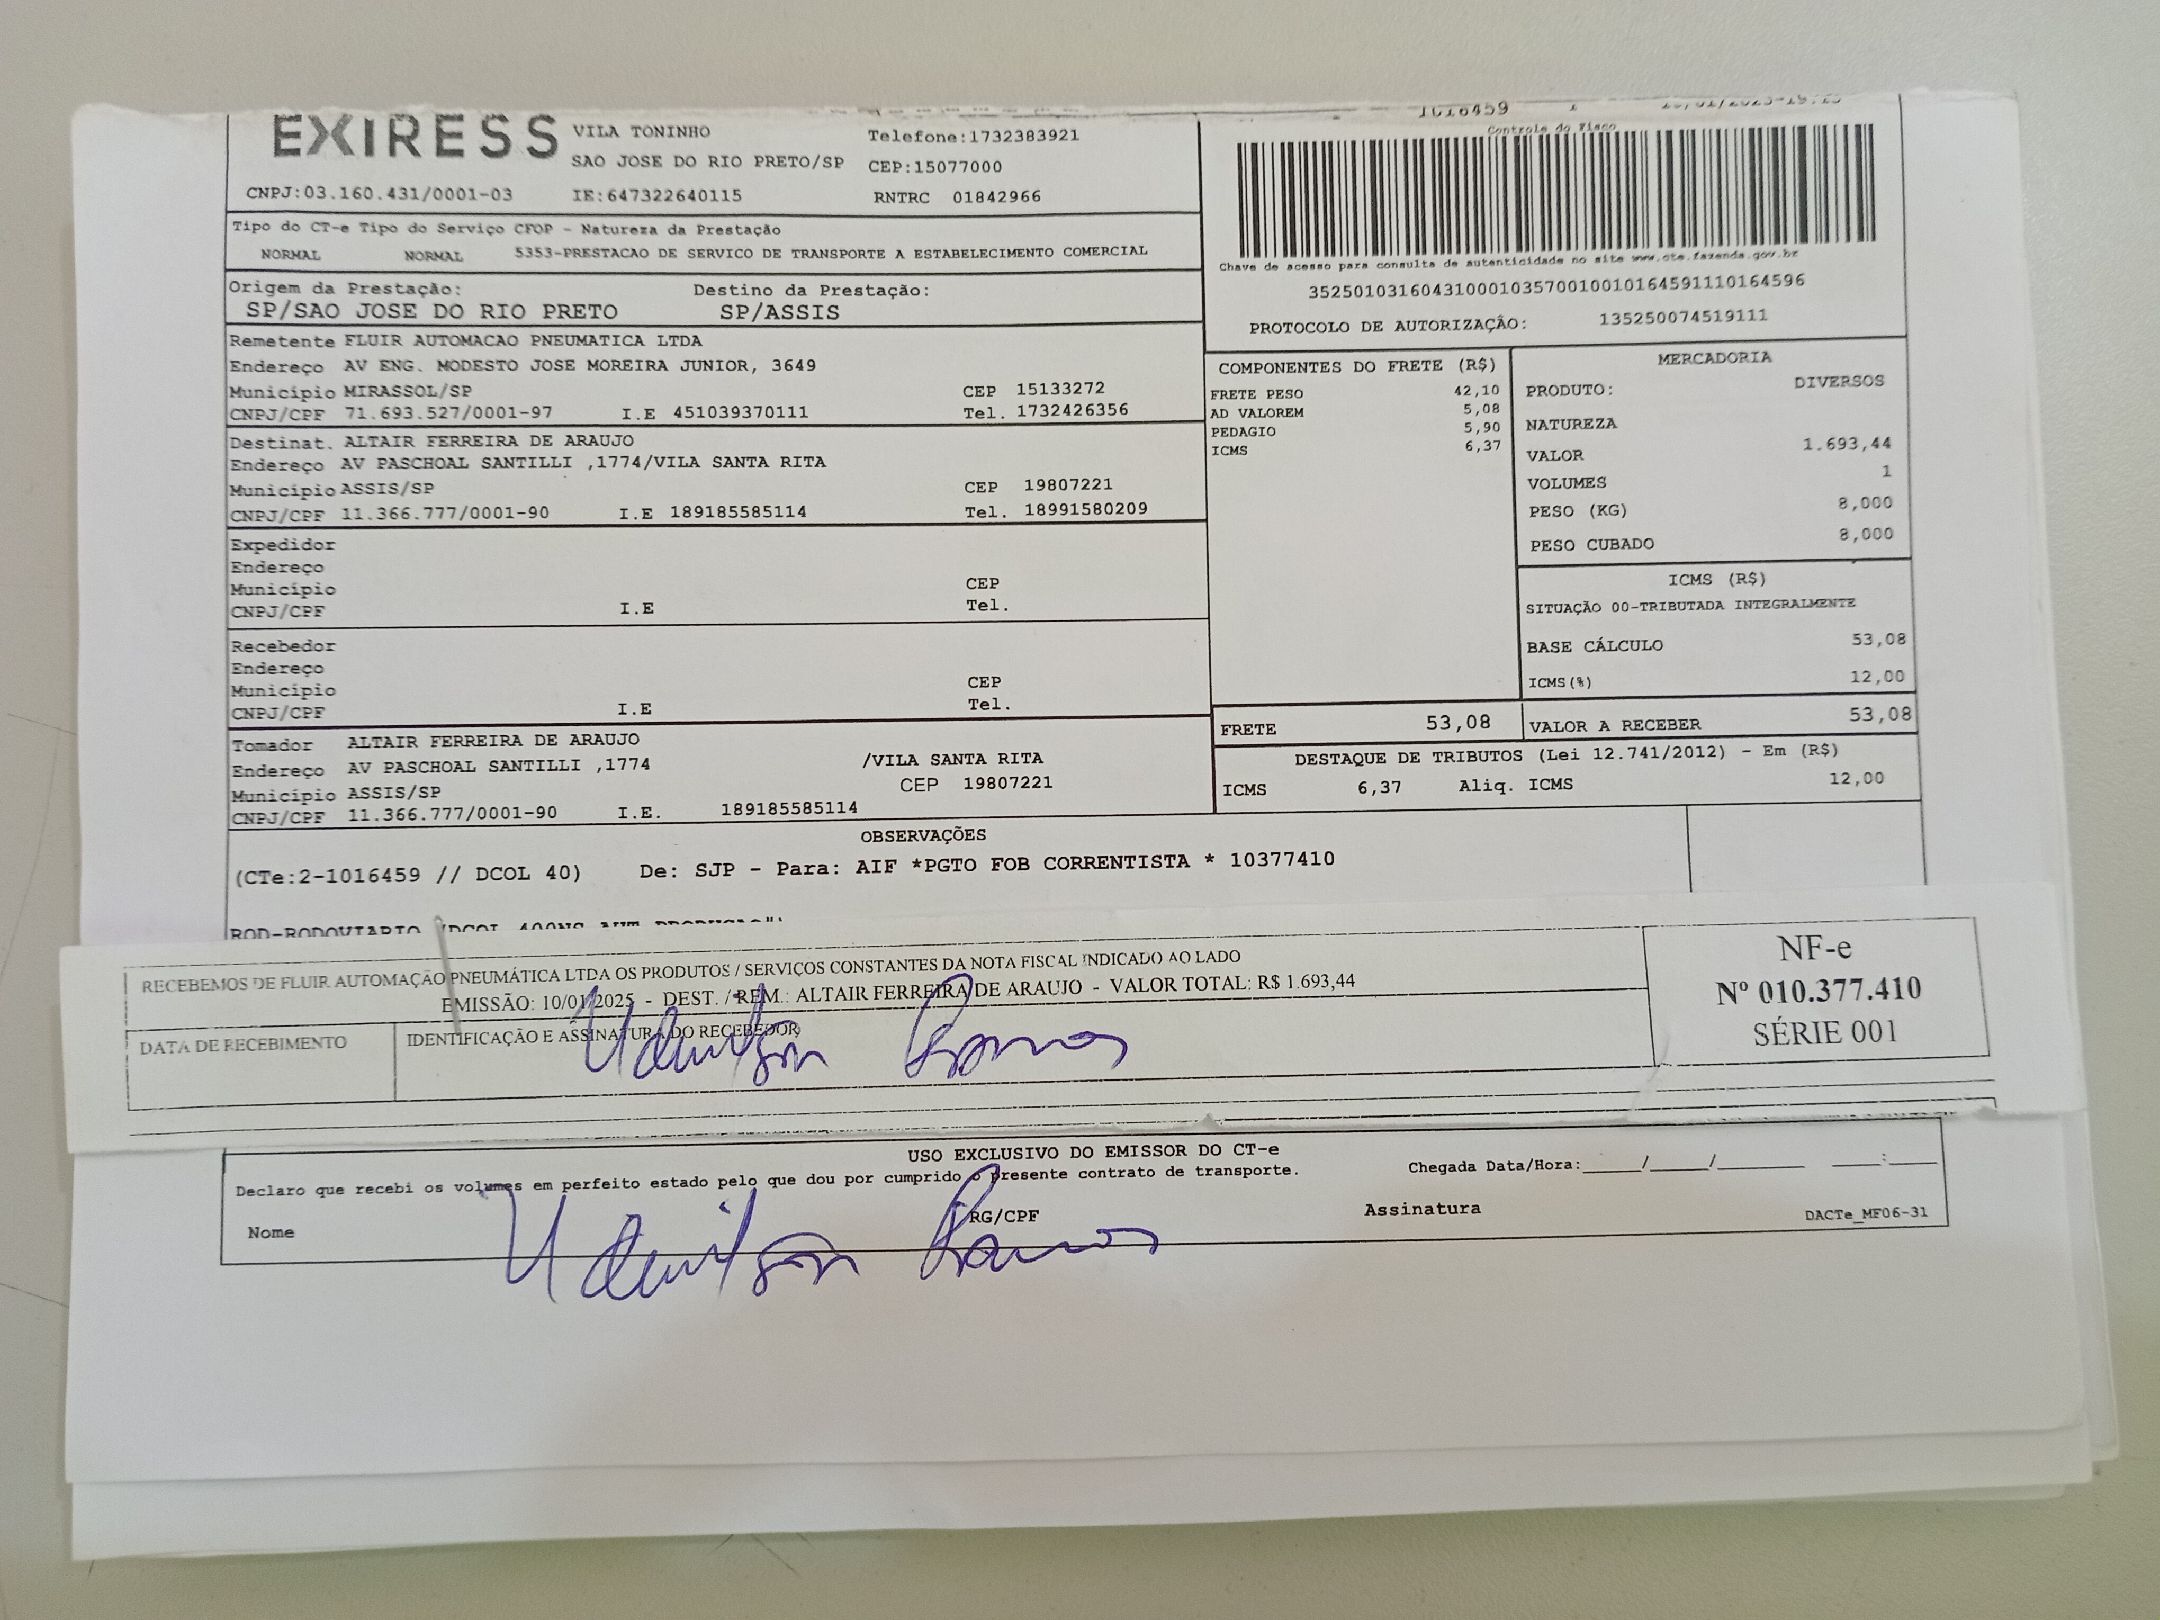 1016459 1
EXIRESS VILA TONINHO Telefone:1732383921
SAO JOSE DO RIO PRETO/SP CEP:15077000
CNPJ:03.160.431/0001-03 IE:647322640115 RNTRC 01842966
Controle do Fisco
Chave de acesso para consulta de autenticidade no site www.cte.fazenda.gov.br
35250103160431000103570010010164591110164596
PROTOCOLO DE AUTORIZAÇÃO: 135250074519111
Tipo do CT-e Tipo do Serviço CFOP - Natureza da Prestação
NORMAL NORMAL 5353-PRESTACAO DE SERVICO DE TRANSPORTE A ESTABELECIMENTO COMERCIAL
Origem da Prestação: Destino da Prestação:
SP/SAO JOSE DO RIO PRETO SP/ASSIS
Remetente FLUIR AUTOMACAO PNEUMATICA LTDA
Endereço AV ENG. MODESTO JOSE MOREIRA JUNIOR, 3649
Município MIRASSOL/SP CEP 15133272
CNPJ/CPF 71.693.527/0001-97 I.E 451039370111 Tel. 1732426356
Destinat. ALTAIR FERREIRA DE ARAUJO
Endereço AV PASCHOAL SANTILLI ,1774/VILA SANTA RITA
Município ASSIS/SP CEP 19807221
CNPJ/CPF 11.366.777/0001-90 I.E 189185585114 Tel. 18991580209
Expedidor
Endereço
Município CEP
CNPJ/CPF I.E Tel.
Recebedor
Endereço
Município CEP
CNPJ/CPF I.E Tel.
Tomador ALTAIR FERREIRA DE ARAUJO
Endereço AV PASCHOAL SANTILLI ,1774 /VILA SANTA RITA
Município ASSIS/SP CEP 19807221
CNPJ/CPF 11.366.777/0001-90 I.E. 189185585114
COMPONENTES DO FRETE (R$)
FRETE PESO 42,10
AD VALOREM 5,08
PEDAGIO 5,90
ICMS 6,37
MERCADORIA
PRODUTO: DIVERSOS
NATUREZA
VALOR 1.693,44
VOLUMES 1
PESO (KG) 8,000
PESO CUBADO 8,000
ICMS (R$)
SITUAÇÃO 00-TRIBUTADA INTEGRALMENTE
BASE CÁLCULO 53,08
ICMS(%) 12,00
FRETE 53,08 VALOR A RECEBER 53,08
DESTAQUE DE TRIBUTOS (Lei 12.741/2012) - Em (R$)
ICMS 6,37 Aliq. ICMS 12,00
OBSERVAÇÕES
(CTe:2-1016459 // DCOL 40) De: SJP - Para: AIF *PGTO FOB CORRENTISTA * 10377410
ROD-RODOVIARIO
RECEBEMOS DE FLUIR AUTOMAÇÃO PNEUMÁTICA LTDA OS PRODUTOS / SERVIÇOS CONSTANTES DA NOTA FISCAL INDICADO AO LADO
EMISSÃO: 10/01/2025 - DEST. / REM.: ALTAIR FERREIRA DE ARAUJO - VALOR TOTAL: R$ 1.693,44
DATA DE RECEBIMENTO IDENTIFICAÇÃO E ASSINATURA DO RECEBEDOR
NF-e
Nº 010.377.410
SÉRIE 001
USO EXCLUSIVO DO EMISSOR DO CT-e
Declaro que recebi os volumes em perfeito estado pelo que dou por cumprido o presente contrato de transporte. Chegada Data/Hora:____/____/______ ___:___
Nome RG/CPF Assinatura DACTe_MF06-31